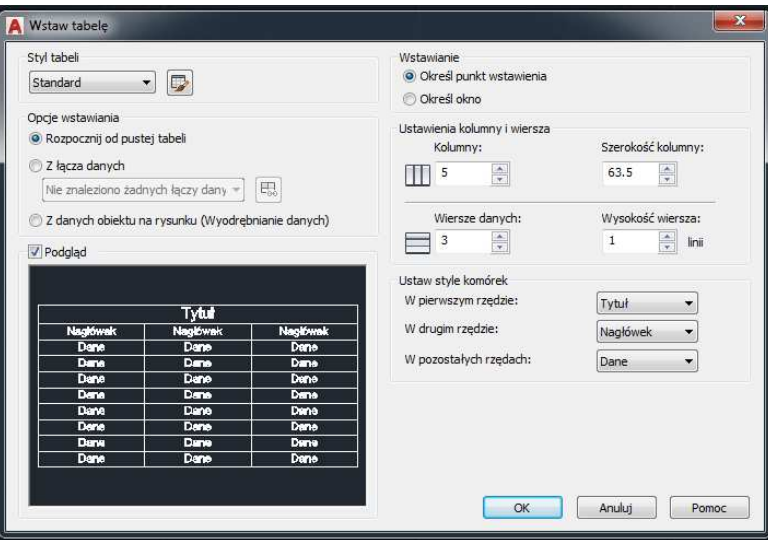 A Wstaw tabelę
Styl tabeli
Standard
Opcje wstawiania
Rozpocznij od pustej tabeli
Z łącza danych
Nie znaleziono żadnych łączy dany
Z danych obiektu na rysunku (Wyodrębnianie danych)
Podgląd
Tytuł
Nagłówek Nagłówek Nagłówek
Dane Dane Dane
Dane Dane Dane
Dane Dane Dane
Dane Dane Dane
Dane Dane Dane
Dane Dane Dane
Dane Dane Dane
Dane Dane Dane
Wstawianie
Określ punkt wstawienia
Określ okno
Ustawienia kolumny i wiersza
Kolumny: Szerokość kolumny:
5 63.5
Wiersze danych: Wysokość wiersza:
3 1 linii
Ustaw style komórek
W pierwszym rzędzie: Tytuł
W drugim rzędzie: Nagłówek
W pozostałych rzędach: Dane
OK Anuluj Pomoc